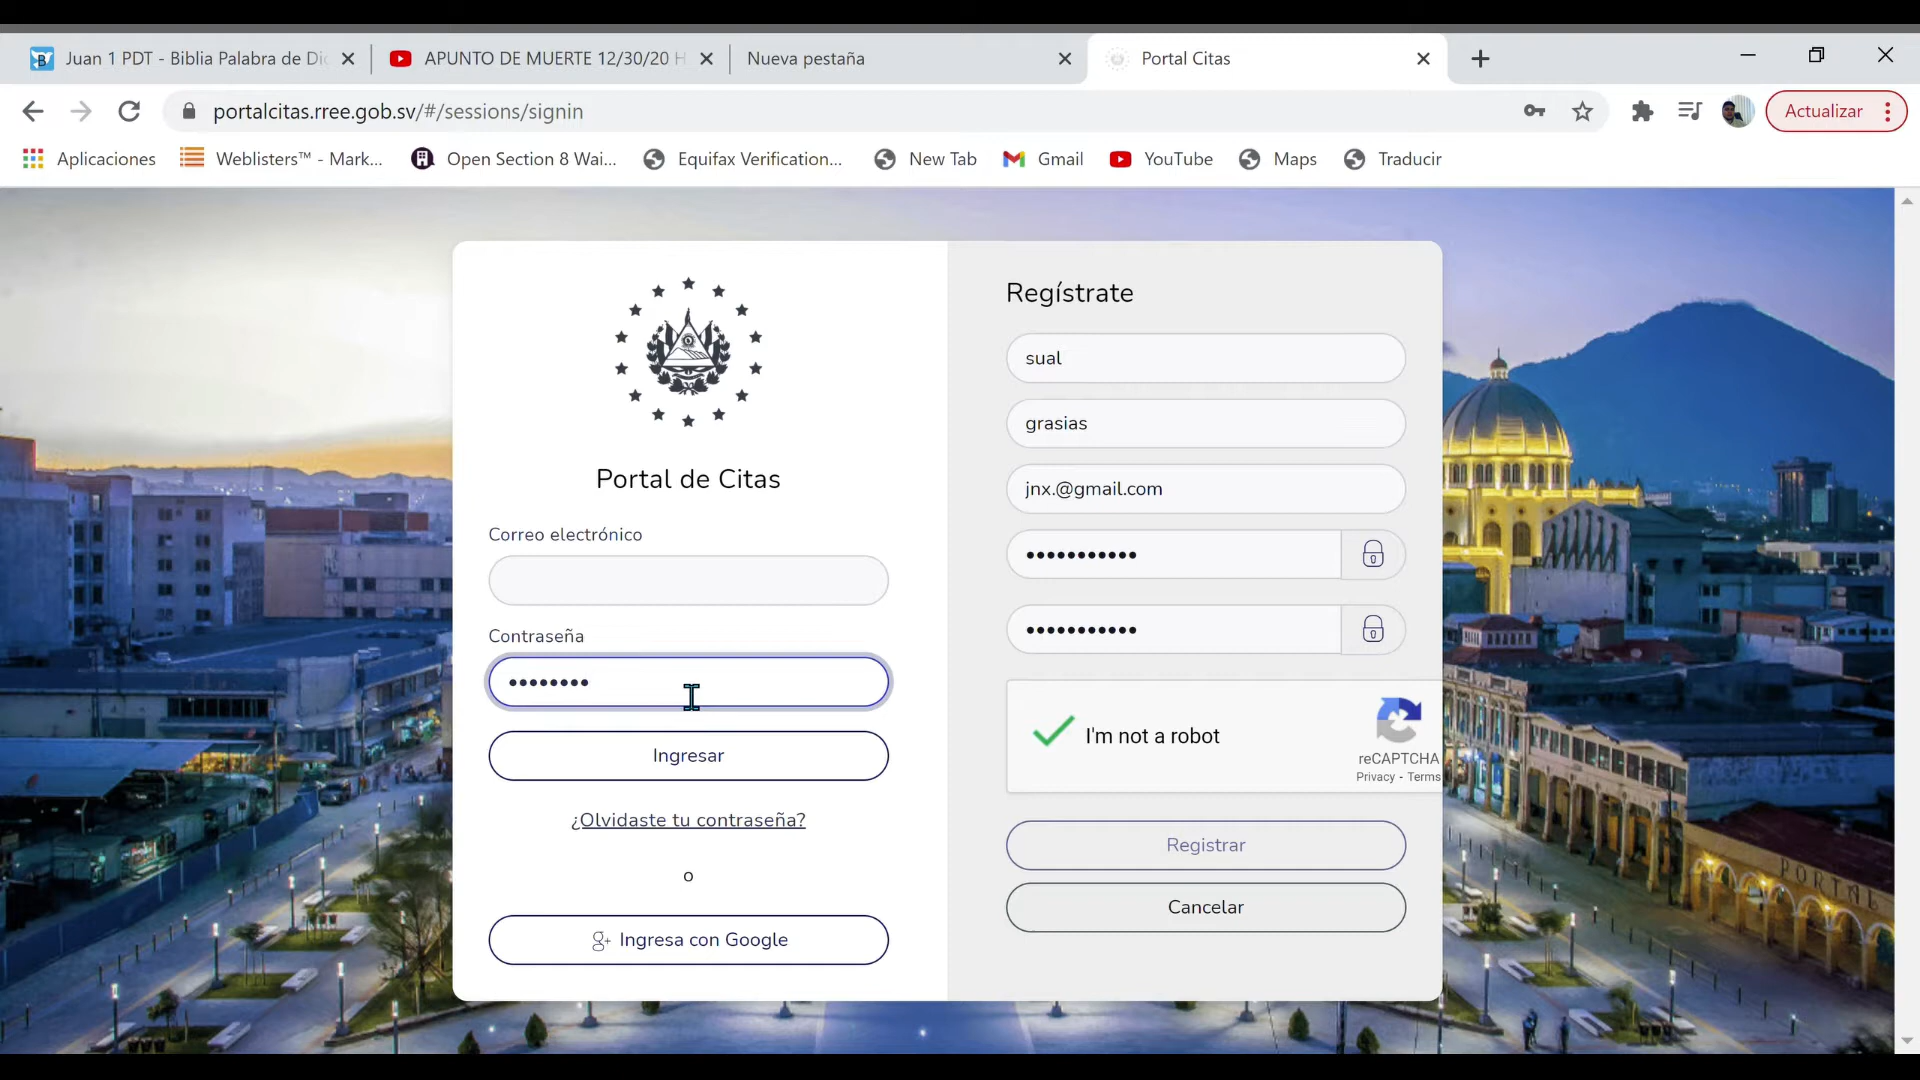 Juan 1 PDT - Biblia Palabra de Dio
APUNTO DE MUERTE 12/30/20 H
Nueva pestaña
Portal Citas
portalcitas.rree.gob.sv/#/sessions/signin
Actualizar
Aplicaciones
Weblisters™ - Mark...
Open Section 8 Wai...
Equifax Verification...
New Tab
Gmail
YouTube
Maps
Traducir
Portal de Citas
Correo electrónico
Contraseña
••••••••
Ingresar
¿Olvidaste tu contraseña?
o
g+ Ingresa con Google
Regístrate
sual
grasias
jnx.@gmail.com
•••••••••••
•••••••••••
I'm not a robot
reCAPTCHA
Privacy - Terms
Registrar
Cancelar
PORTAL